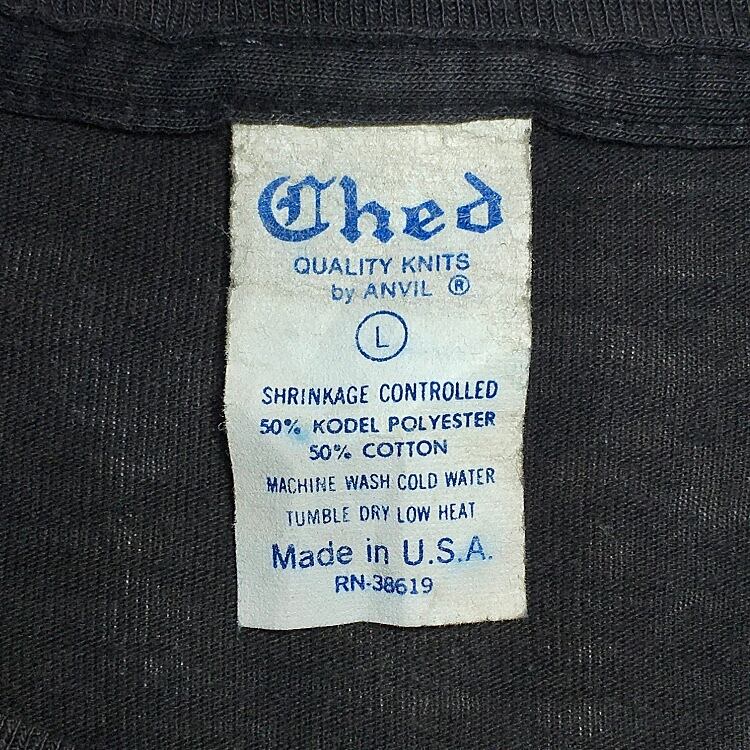 Ched
QUALITY KNITS
by ANVIL ®
L
SHRINKAGE CONTROLLED
50% KODEL POLYESTER
50% COTTON
MACHINE WASH COLD WATER
TUMBLE DRY LOW HEAT
Made in U.S.A.
RN-38619